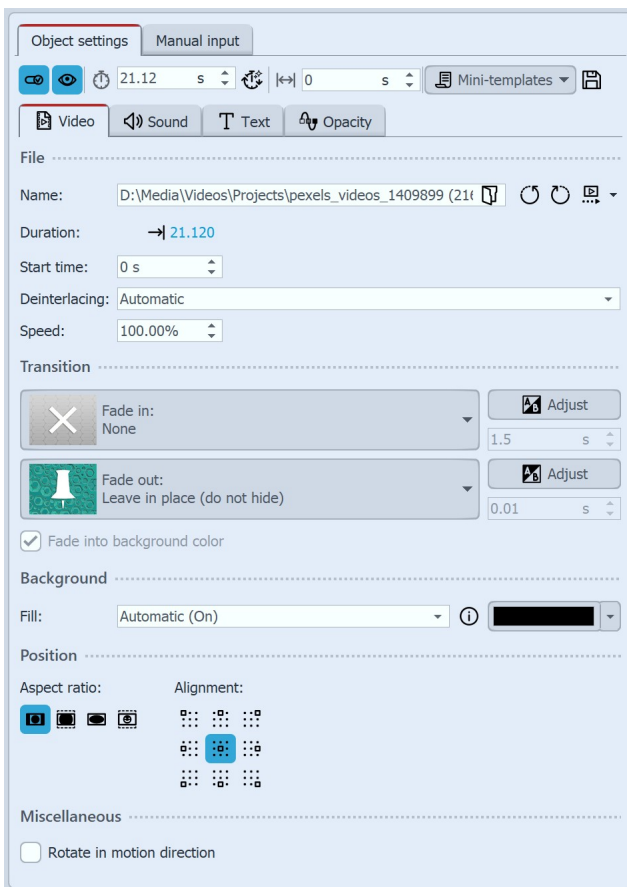 Object settings Manual input
21.12 s 0 s Mini-templates
Video Sound Text Opacity
File
Name: D:\Media\Videos\Projects\pexels_videos_1409899 (216
Duration: 21.120
Start time: 0 s
Deinterlacing: Automatic
Speed: 100.00%
Transition
Fade in: Adjust
None
1.5 s
Fade out: Adjust
Leave in place (do not hide)
0.01 s
Fade into background color
Background
Fill: Automatic (On)
Position
Aspect ratio: Alignment:
Miscellaneous
Rotate in motion direction